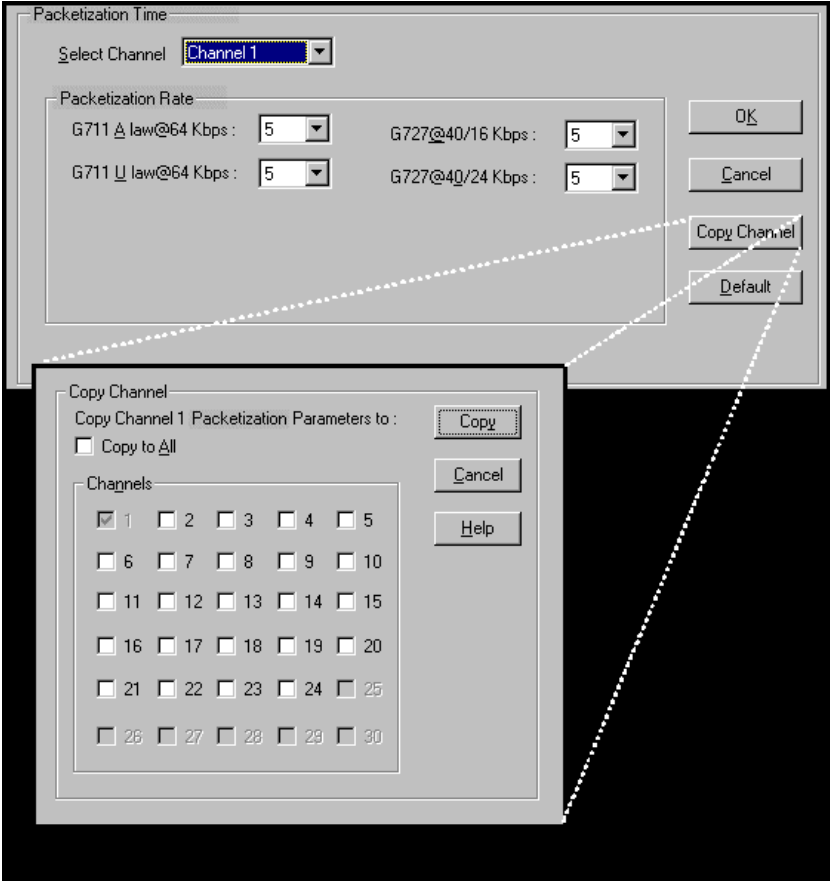 Packetization Time
Select Channel Channel 1
Packetization Rate
G711 A law@64 Kbps : 5
G727@40/16 Kbps : 5
G711 U law@64 Kbps : 5
G727@40/24 Kbps : 5
OK
Cancel
Copy Channel
Default
Copy Channel
Copy Channel 1 Packetization Parameters to :
Copy to All
Channels
1 2 3 4 5
6 7 8 9 10
11 12 13 14 15
16 17 18 19 20
21 22 23 24 25
26 27 28 29 30
Copy
Cancel
Help